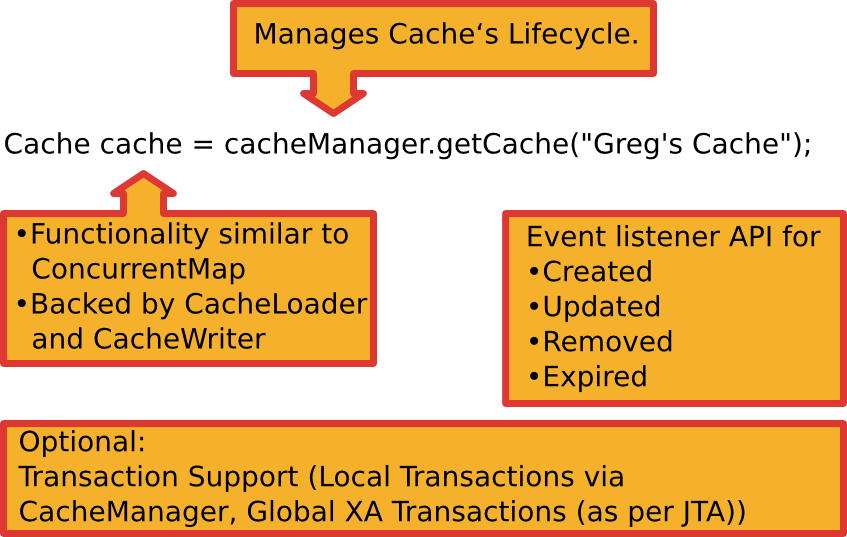 Manages Cache‘s Lifecycle.
Cache cache = cacheManager.getCache("Greg's Cache");
•Functionality similar to
ConcurrentMap
•Backed by CacheLoader
and CacheWriter
Event listener API for
•Created
•Updated
•Removed
•Expired
Optional:
Transaction Support (Local Transactions via
CacheManager, Global XA Transactions (as per JTA))